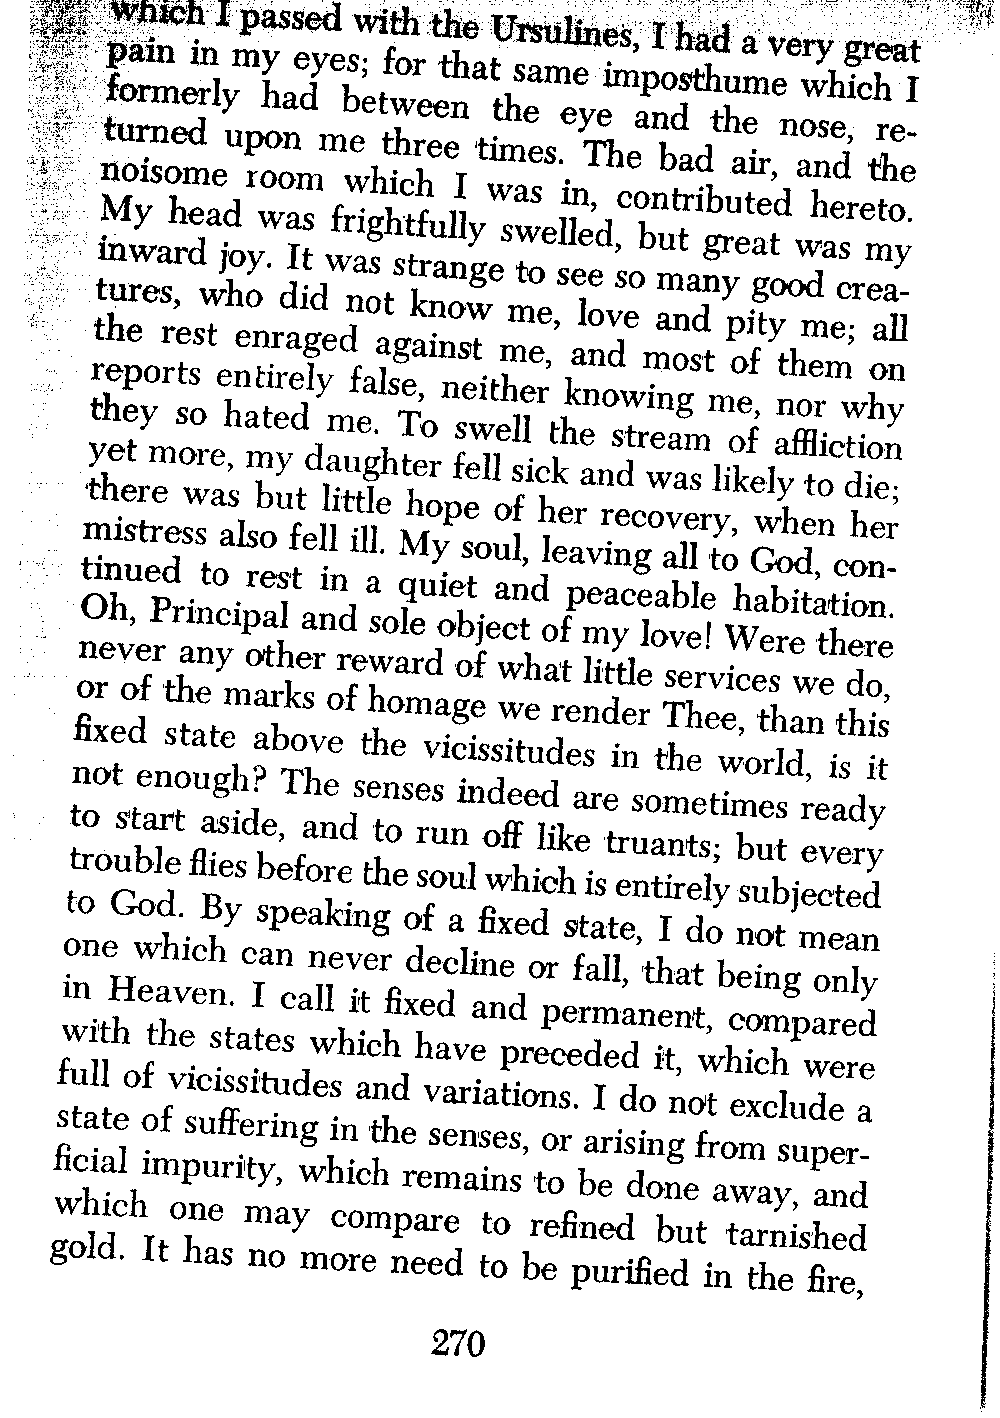 which I passed with the Ursulines, I had a very great
pain in my eyes; for that same imposthume which I
formerly had between the eye and the nose, re-
turned upon me three times. The bad air, and the
noisome room which I was in, contributed hereto.
My head was frightfully swelled, but great was my
inward joy. It was strange to see so many good crea-
tures, who did not know me, love and pity me; all
the rest enraged against me, and most of them on
reports entirely false, neither knowing me, nor why
they so hated me. To swell the stream of affliction
yet more, my daughter fell sick and was likely to die;
there was but little hope of her recovery, when her
mistress also fell ill. My soul, leaving all to God, con-
tinued to rest in a quiet and peaceable habitation.
Oh, Principal and sole object of my love! Were there
never any other reward of what little services we do,
or of the marks of homage we render Thee, than this
fixed state above the vicissitudes in the world, is it
not enough? The senses indeed are sometimes ready
to start aside, and to run off like truants; but every
trouble flies before the soul which is entirely subjected
to God. By speaking of a fixed state, I do not mean
one which can never decline or fall, that being only
in Heaven. I call it fixed and permanent, compared
with the states which have preceded it, which were
full of vicissitudes and variations. I do not exclude a
state of suffering in the senses, or arising from super-
ficial impurity, which remains to be done away, and
which one may compare to refined but tarnished
gold. It has no more need to be purified in the fire,
270